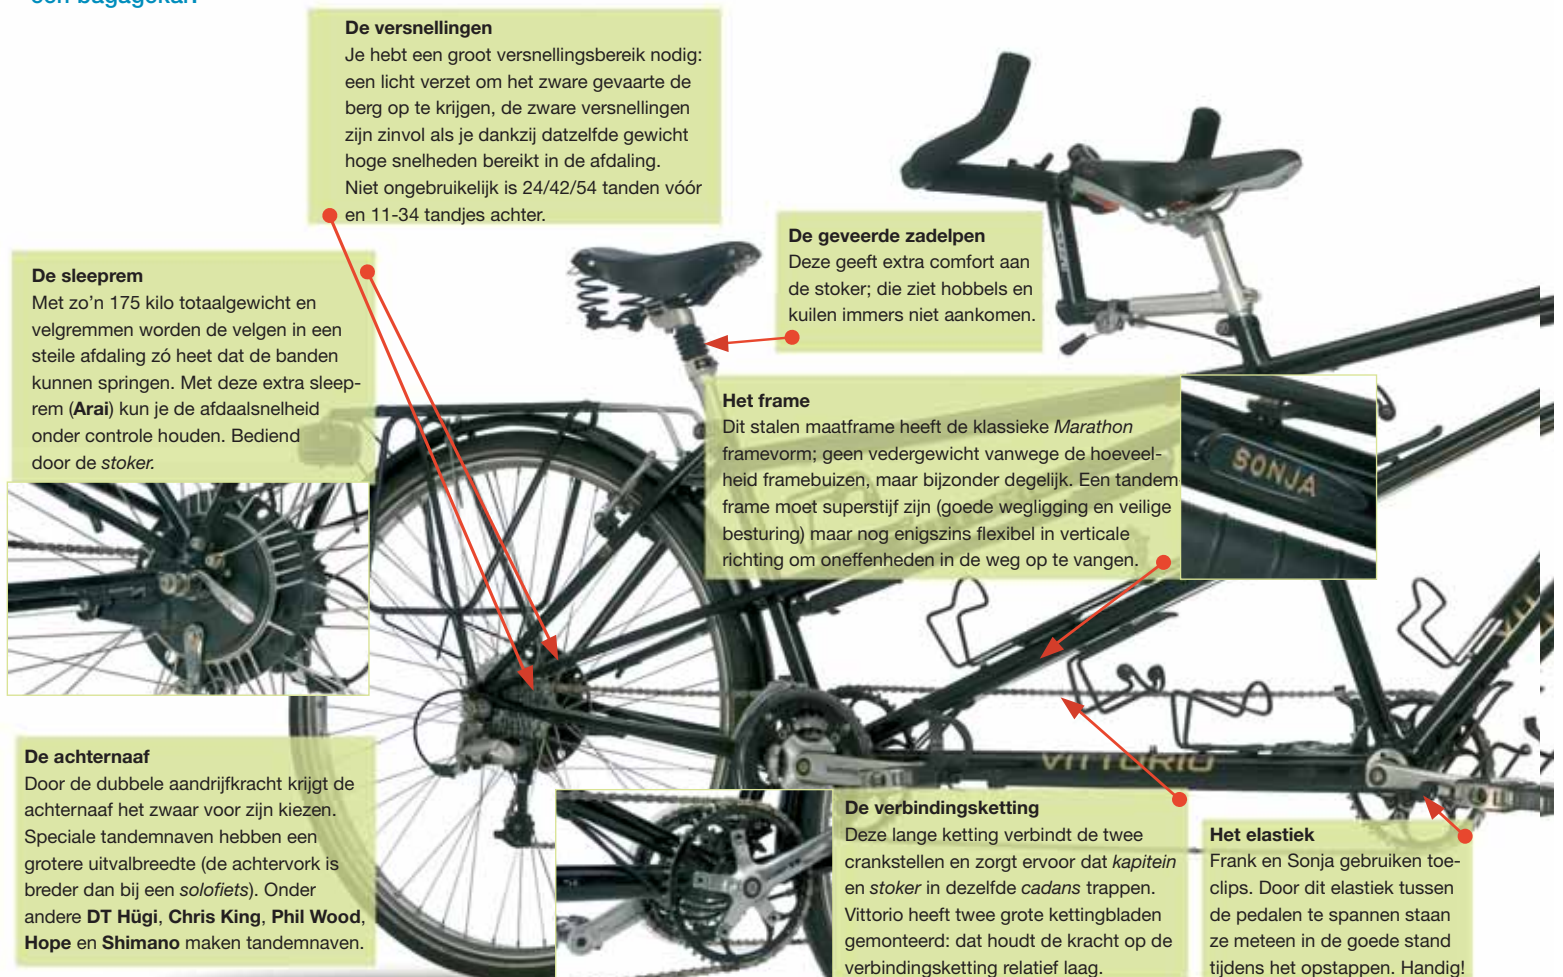 De versnellingen
Je hebt een groot versnellingsbereik nodig:
een licht verzet om het zware gevaarte de
berg op te krijgen, de zware versnellingen
zijn zinvol als je dankzij datzelfde gewicht
hoge snelheden bereikt in de afdaling.
Niet ongebruikelijk is 24/42/54 tanden vóór
en 11-34 tandjes achter.
De sleeprem
Met zo’n 175 kilo totaalgewicht en
velgremmen worden de velgen in een
steile afdaling zó heet dat de banden
kunnen springen. Met deze extra sleep-
rem (Arai) kun je de afdaalsnelheid
onder controle houden. Bediend
door de stoker.
De geveerde zadelpen
Deze geeft extra comfort aan
de stoker; die ziet hobbels en
kuilen immers niet aankomen.
Het frame
Dit stalen maatframe heeft de klassieke Marathon
framevorm; geen vedergewicht vanwege de hoeveel-
heid framebuizen, maar bijzonder degelijk. Een tandem
frame moet superstijf zijn (goede wegligging en veilige
besturing) maar nog enigszins flexibel in verticale
richting om oneffenheden in de weg op te vangen.
SONJA
VITTORIO
De achternaaf
Door de dubbele aandrijfkracht krijgt de
achternaaf het zwaar voor zijn kiezen.
Speciale tandemnaven hebben een
grotere uitvalbreedte (de achtervork is
breder dan bij een solofiets). Onder
andere DT Hügi, Chris King, Phil Wood,
Hope en Shimano maken tandemnaven.
De verbindingsketting
Deze lange ketting verbindt de twee
crankstellen en zorgt ervoor dat kapitein
en stoker in dezelfde cadans trappen.
Vittorio heeft twee grote kettingbladen
gemonteerd: dat houdt de kracht op de
verbindingsketting relatief laag.
Het elastiek
Frank en Sonja gebruiken toe-
clips. Door dit elastiek tussen
de pedalen te spannen staan
ze meteen in de goede stand
tijdens het opstappen. Handig!